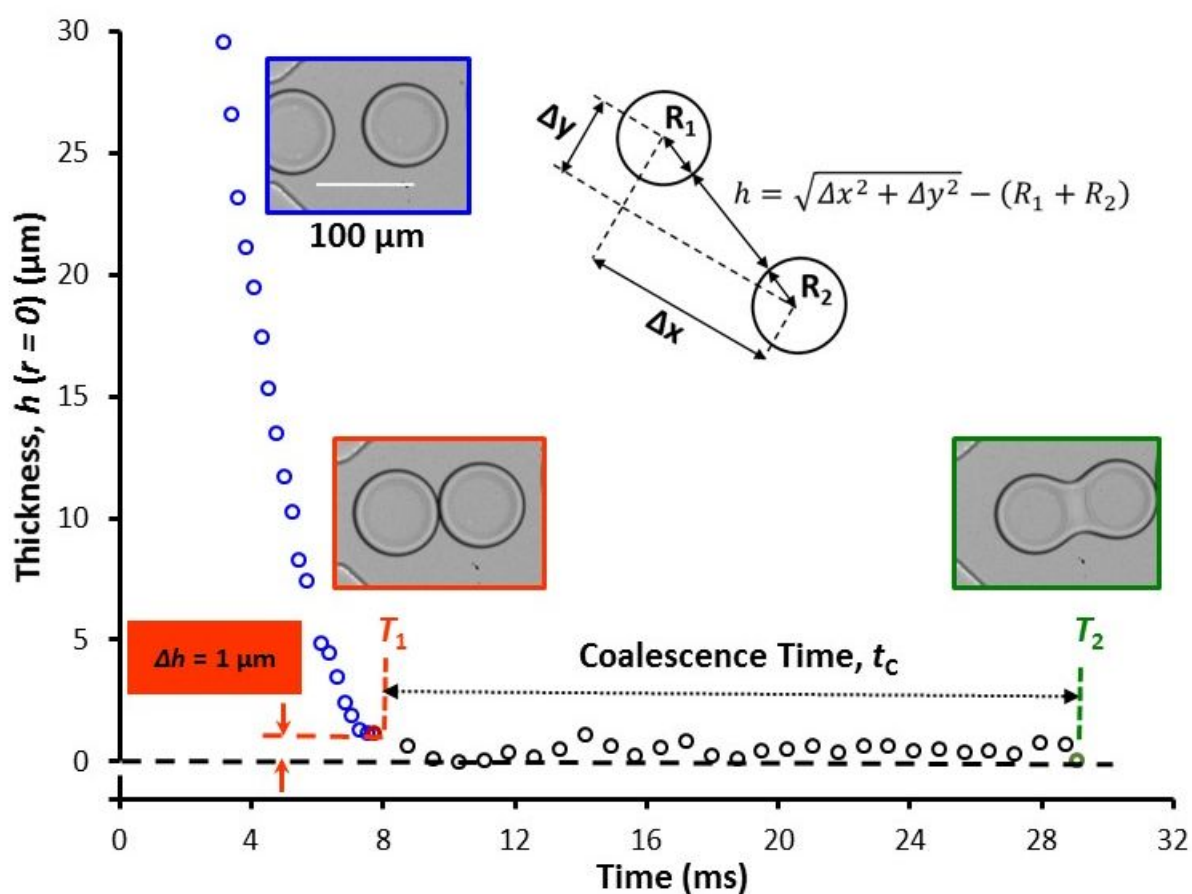 30
25
20
15
10
5
0
Thickness, h (r = 0) (μm)
100 μm
Δy
R₁
h = √Δx² + Δy² − (R₁ + R₂)
R₂
Δx
Δh = 1 μm
T₁
Coalescence Time, t_C
T₂
0 4 8 12 16 20 24 28 32
Time (ms)